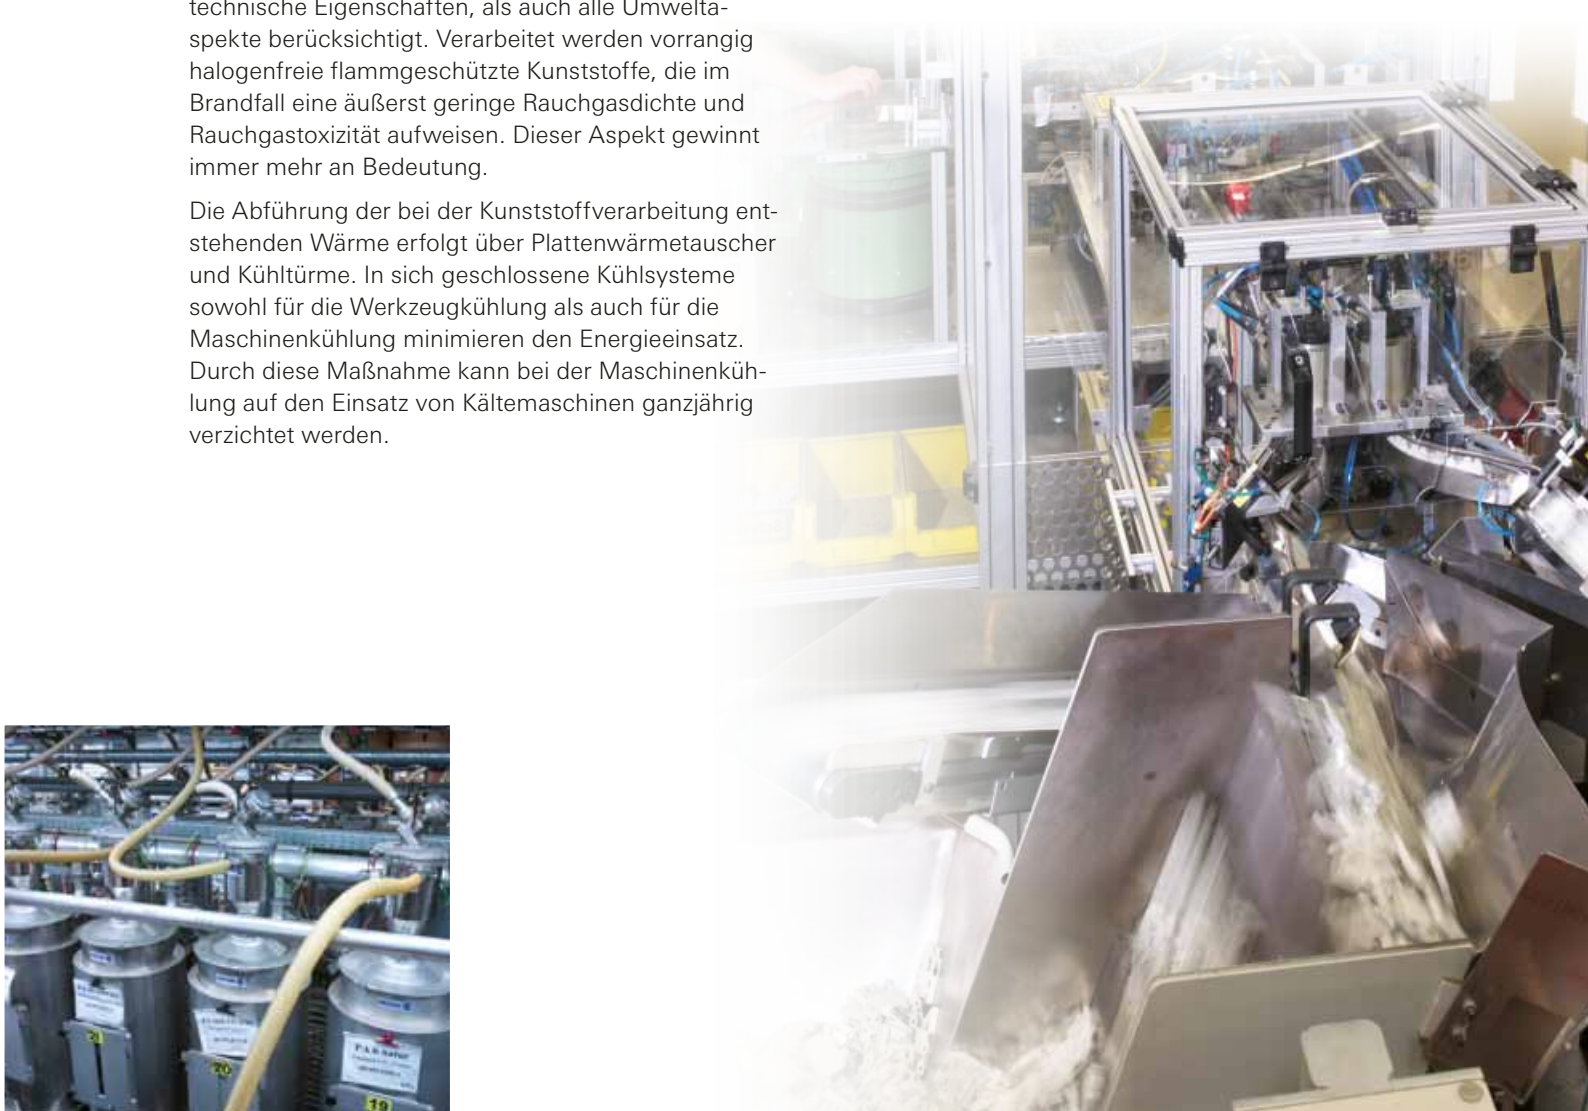 technische Eigenschaften, als auch alle Umwelta-
spekte berücksichtigt. Verarbeitet werden vorrangig
halogenfreie flammgeschützte Kunststoffe, die im
Brandfall eine äußerst geringe Rauchgasdichte und
Rauchgastoxizität aufweisen. Dieser Aspekt gewinnt
immer mehr an Bedeutung.
Die Abführung der bei der Kunststoffverarbeitung ent-
stehenden Wärme erfolgt über Plattenwärmetauscher
und Kühltürme. In sich geschlossene Kühlsysteme
sowohl für die Werkzeugkühlung als auch für die
Maschinenkühlung minimieren den Energieeinsatz.
Durch diese Maßnahme kann bei der Maschinenküh-
lung auf den Einsatz von Kältemaschinen ganzjährig
verzichtet werden.
21
20
P.A.6 natur
19